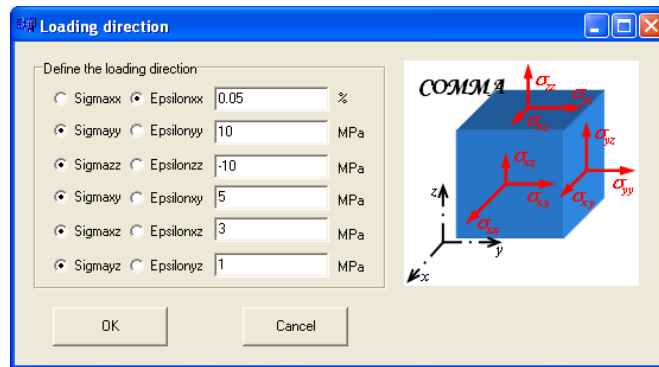 Loading direction
Define the loading direction
Sigmaxx Epsilonxx 0.05 %
Sigmayy Epsilonyy 10 MPa
Sigmazz Epsilonzz -10 MPa
Sigmaxy Epsilonxy 5 MPa
Sigmaxz Epsilonxz 3 MPa
Sigmayz Epsilonyz 1 MPa
OK Cancel
COMMA
σzz
σyz
σxz
σyz
σxz
σyy
σxy
σxy
σxx
z
y
x